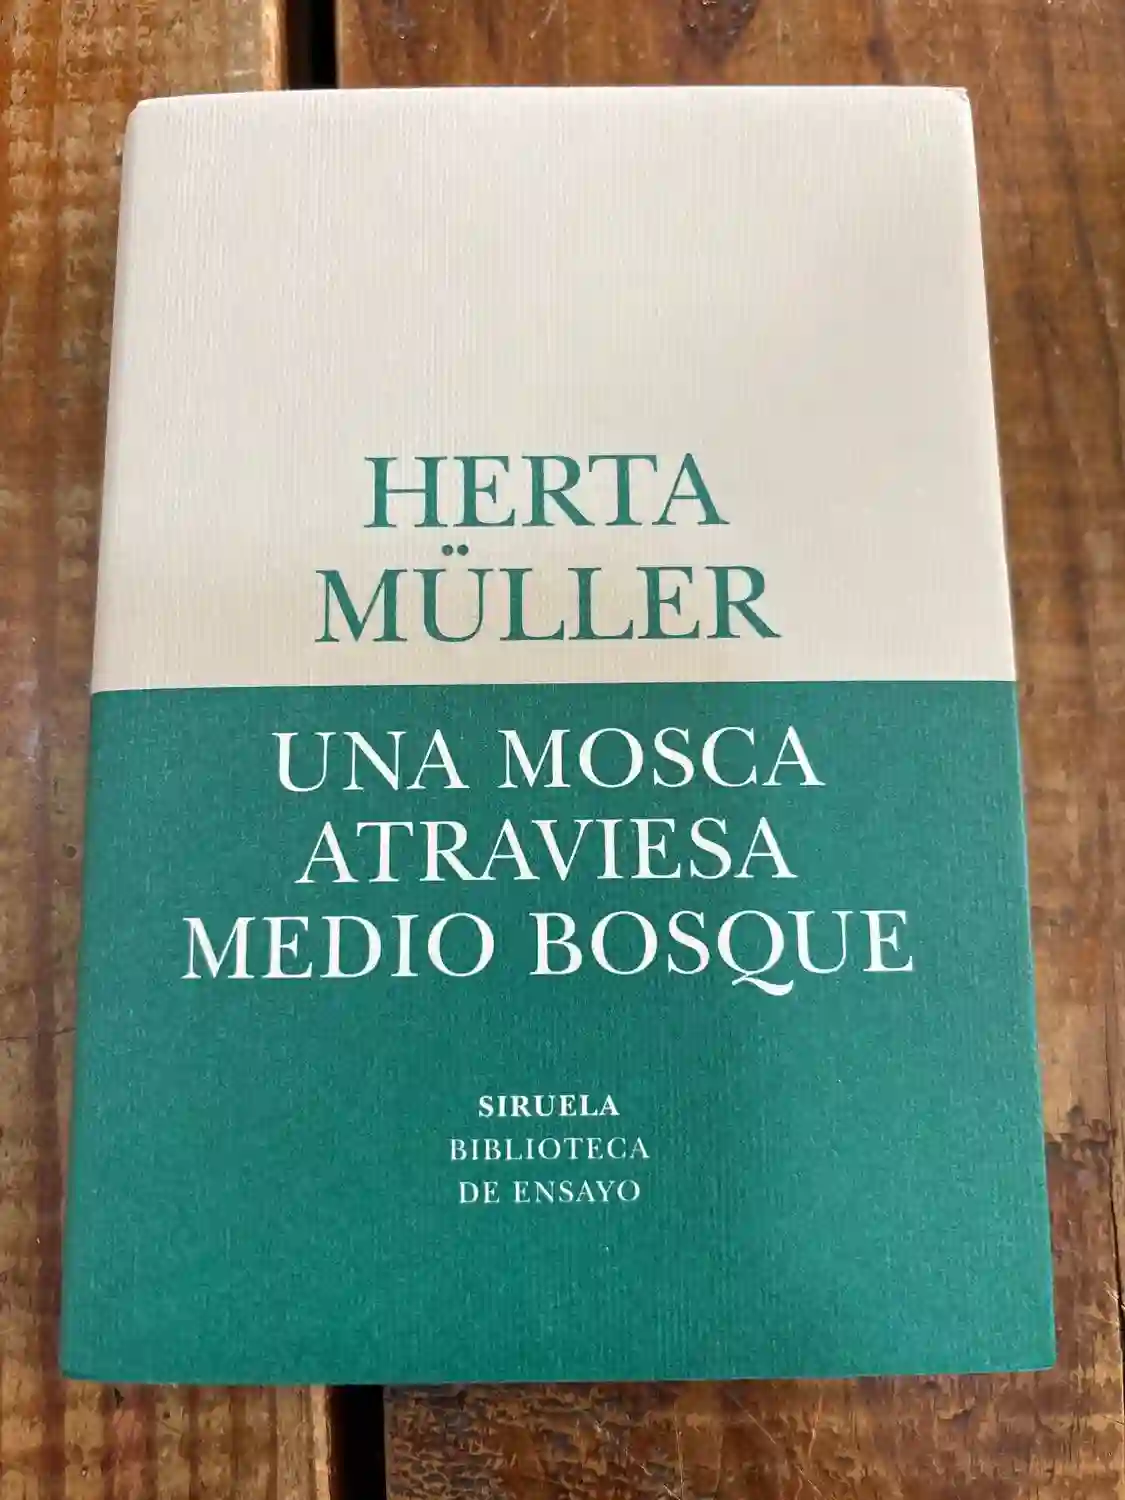 HERTA
MÜLLER
UNA MOSCA
ATRAVIESA
MEDIO BOSQUE
SIRUELA
BIBLIOTECA
DE ENSAYO